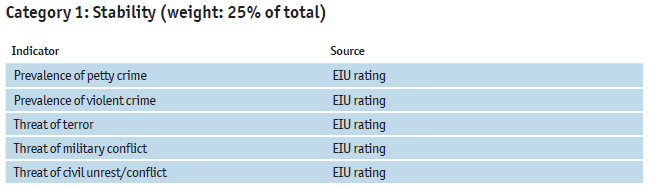 Category 1: Stability (weight: 25% of total)
Indicator Source
Prevalence of petty crime EIU rating
Prevalence of violent crime EIU rating
Threat of terror EIU rating
Threat of military conflict EIU rating
Threat of civil unrest/conflict EIU rating